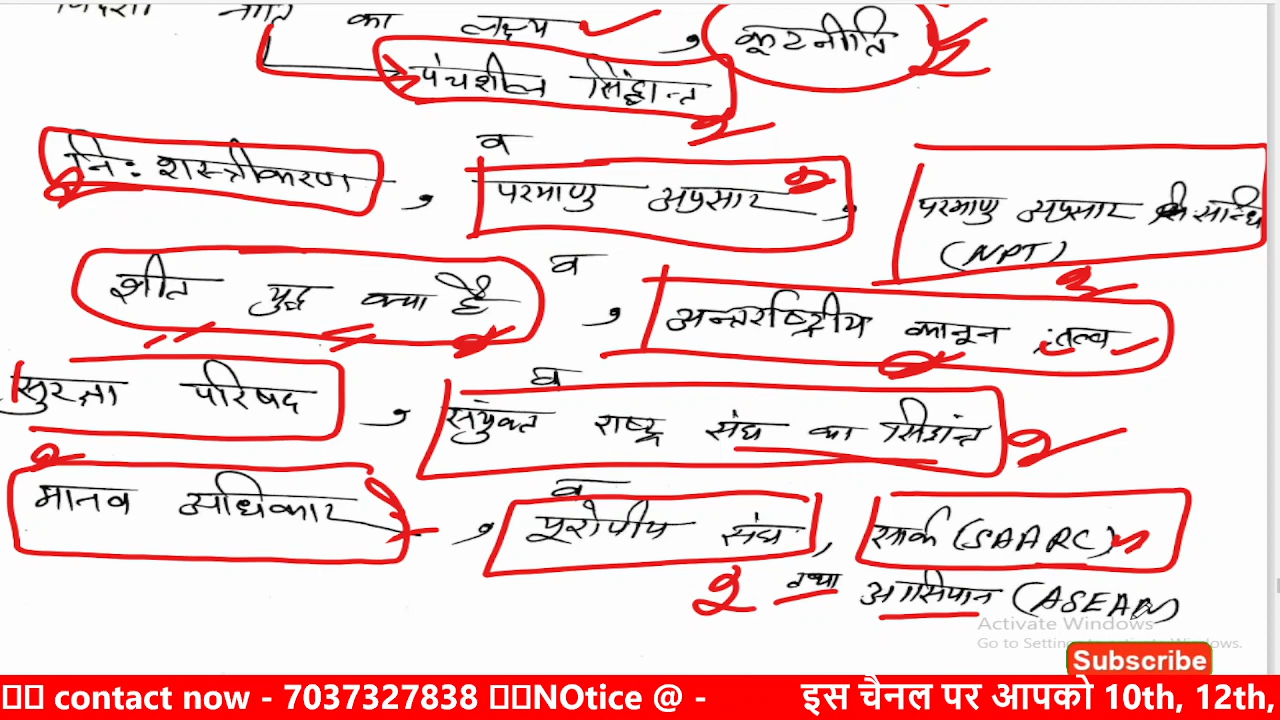 नीति का लक्ष्य , कूटनीति
पंचशील सिद्धान्त
व
निः शस्त्रीकरण , परमाणु अप्रसार , परमाणु अप्रसार सन्धि
(NPT)
व
शीत युद्ध क्या है , अन्तर्राष्ट्रीय कानून तत्व
सुरक्षा परिषद , संयुक्त राष्ट्र संघ का सिद्धांत
मानव अधिकार , यूरोपीय संघ , सार्क (SAARC)
तथा आसियान (ASEAN)
Activate Windows
Go to Settings to activate Windows.
Subscribe
contact now - 7037327838 NOtice @ - इस चैनल पर आपको 10th, 12th,